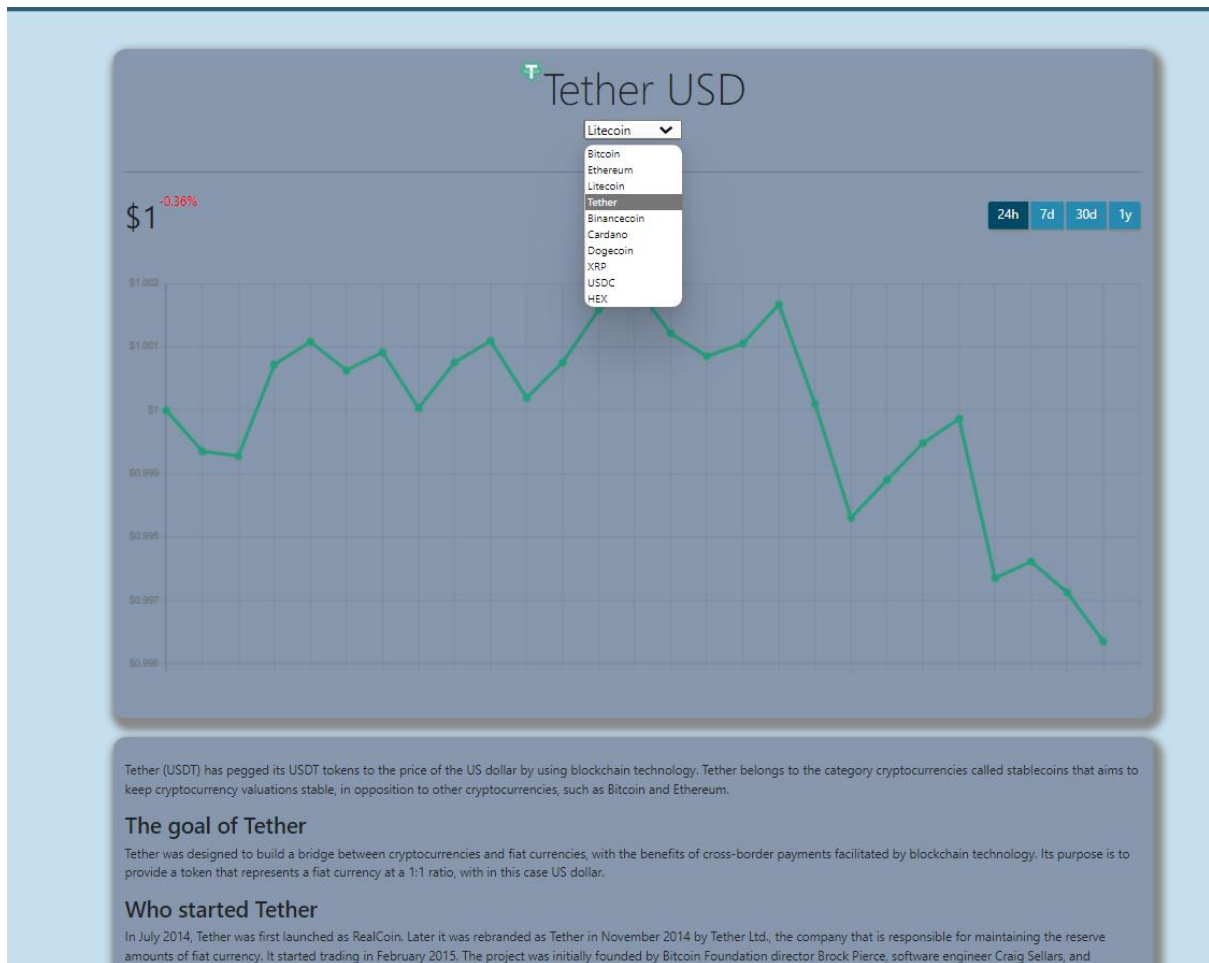 Tether USD
Litecoin
Bitcoin
Ethereum
Litecoin
Tether
Binancecoin
Cardano
Dogecoin
XRP
USDC
HEX
$1 -0.36%
24h 7d 30d 1y
$1.002
$1.001
$1
$0.999
$0.998
$0.997
$0.996
Tether (USDT) has pegged its USDT tokens to the price of the US dollar by using blockchain technology. Tether belongs to the category cryptocurrencies called stablecoins that aims to
keep cryptocurrency valuations stable, in opposition to other cryptocurrencies, such as Bitcoin and Ethereum.
The goal of Tether
Tether was designed to build a bridge between cryptocurrencies and fiat currencies, with the benefits of cross-border payments facilitated by blockchain technology. Its purpose is to
provide a token that represents a fiat currency at a 1:1 ratio, with in this case US dollar.
Who started Tether
In July 2014, Tether was first launched as RealCoin. Later it was rebranded as Tether in November 2014 by Tether Ltd., the company that is responsible for maintaining the reserve
amounts of fiat currency. It started trading in February 2015. The project was initially founded by Bitcoin Foundation director Brock Pierce, software engineer Craig Sellars, and